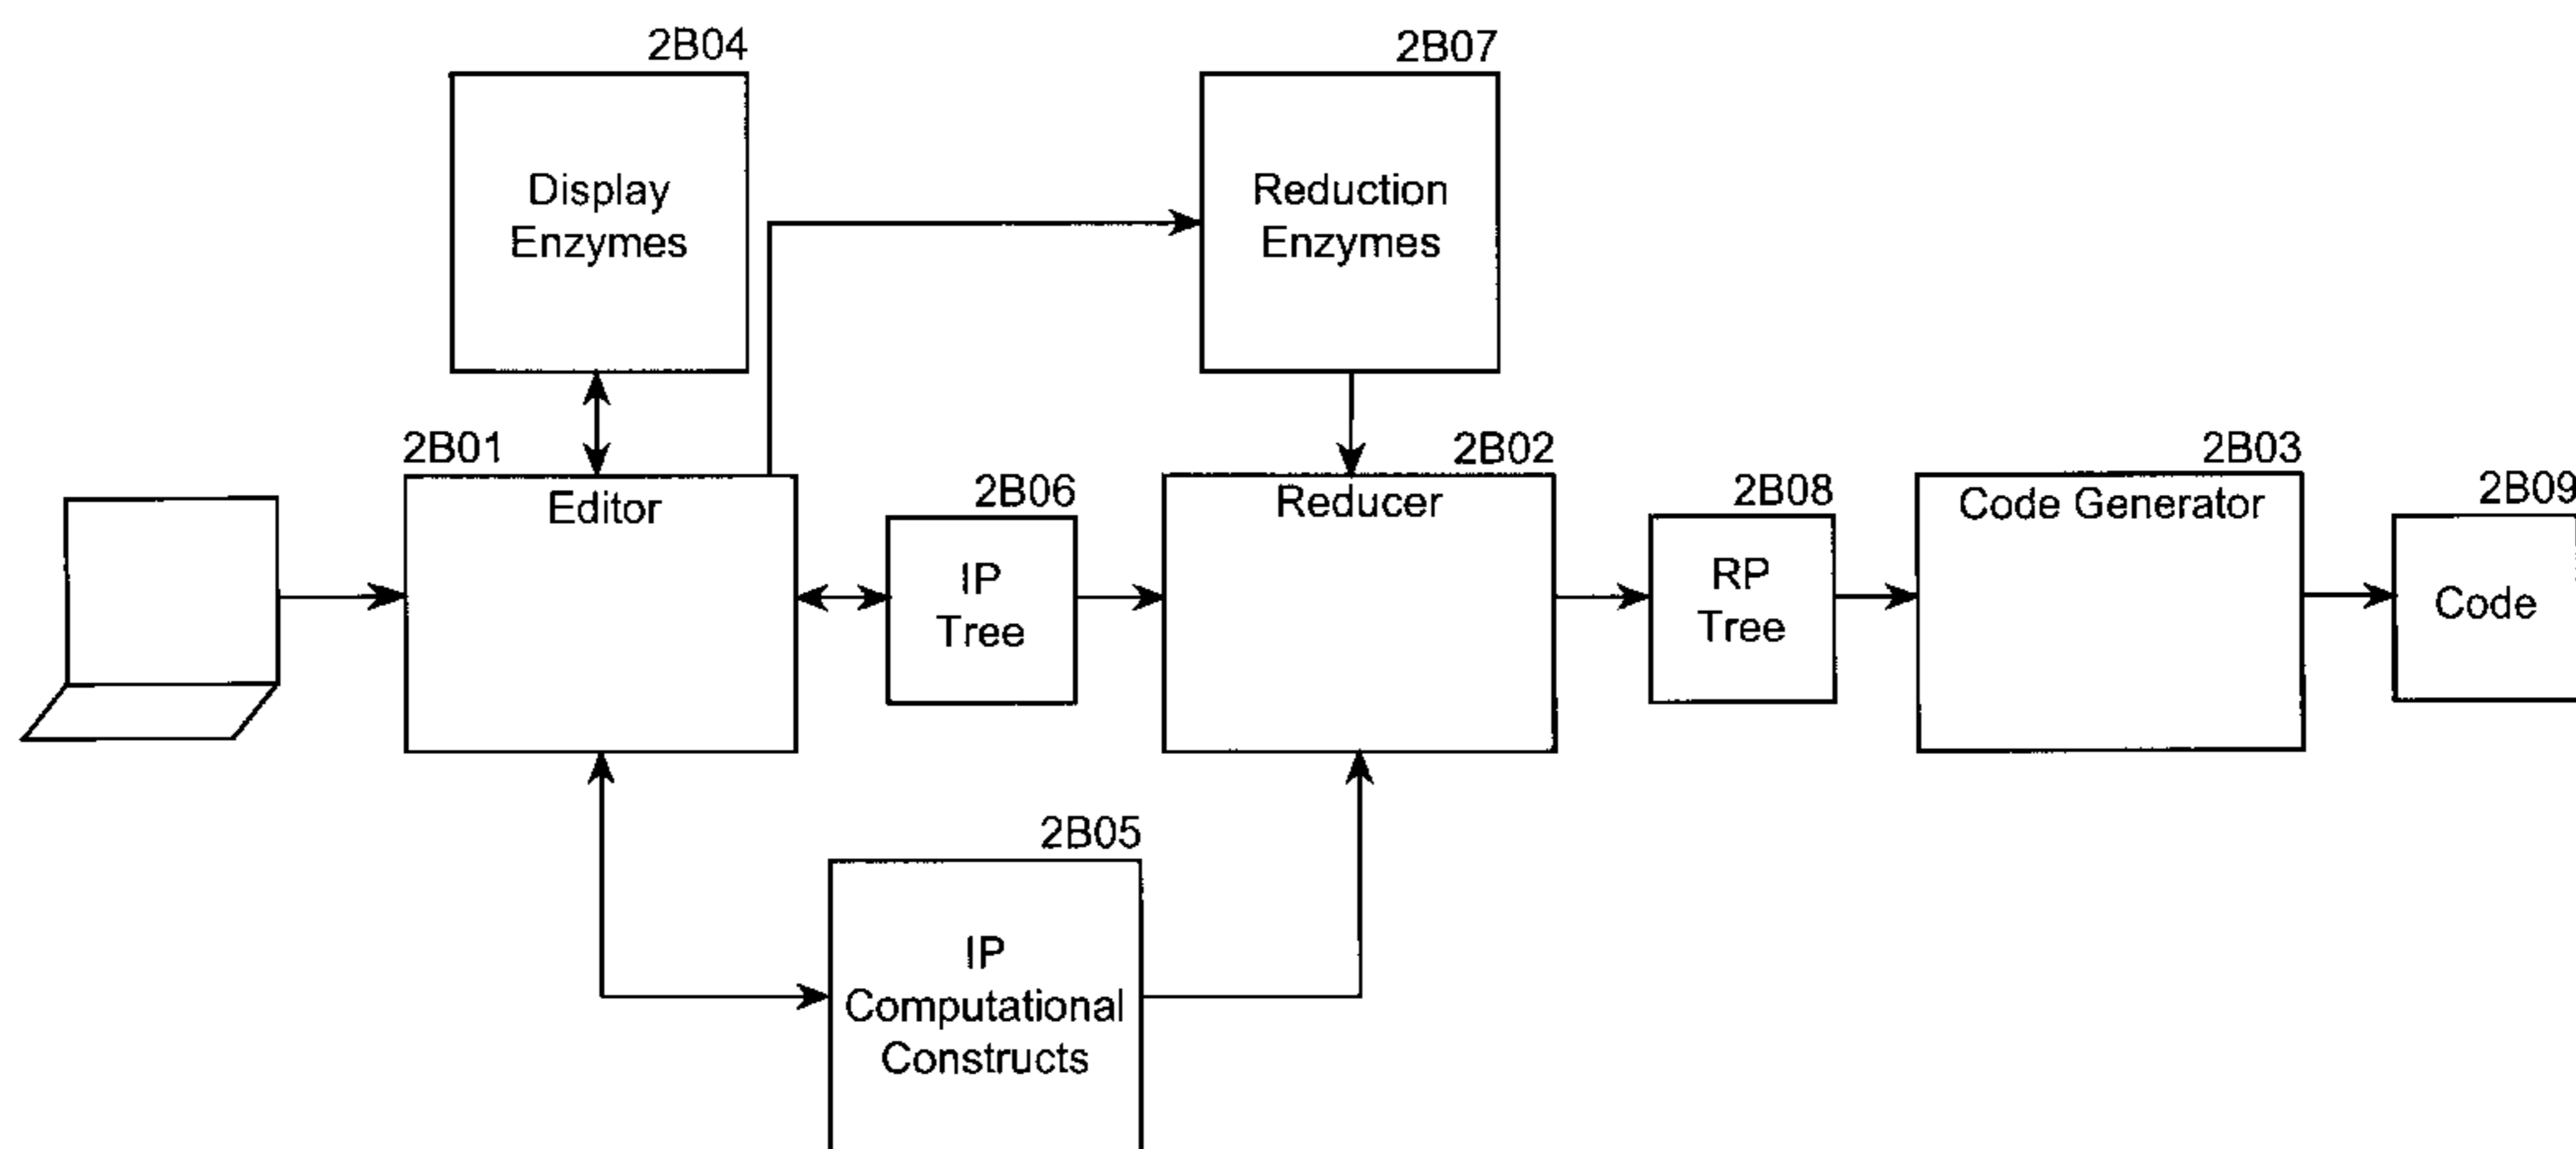 2B04
Display
Enzymes
2B07
Reduction
Enzymes
2B01
Editor
2B06
IP
Tree
2B02
Reducer
2B08
RP
Tree
2B03
Code Generator
2B09
Code
2B05
IP
Computational
Constructs